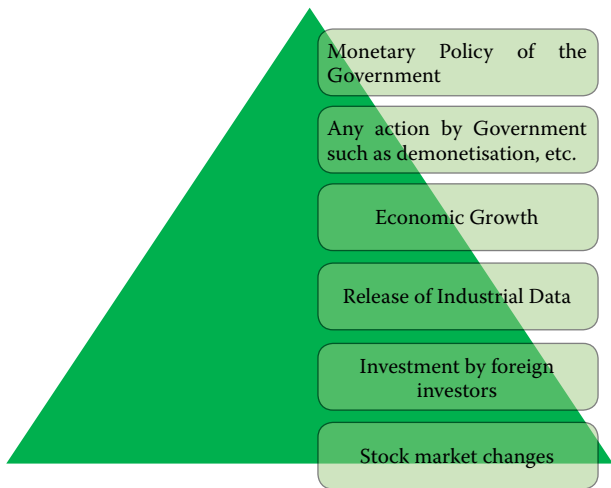 Monetary Policy of the
Government
Any action by Government
such as demonetisation, etc.
Economic Growth
Release of Industrial Data
Investment by foreign
investors
Stock market changes